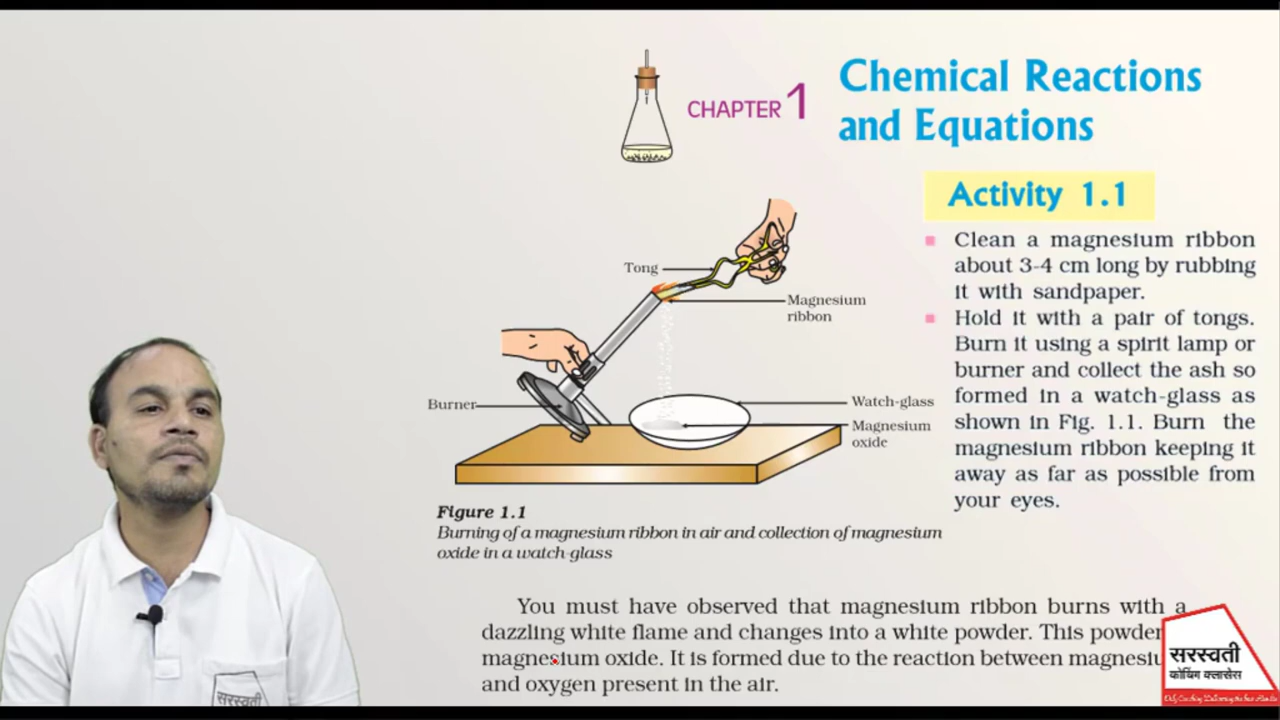 CHAPTER 1
Chemical Reactions
and Equations
Activity 1.1
Clean a magnesium ribbon
about 3-4 cm long by rubbing
it with sandpaper.
Hold it with a pair of tongs.
Burn it using a spirit lamp or
burner and collect the ash so
formed in a watch-glass as
shown in Fig. 1.1. Burn the
magnesium ribbon keeping it
away as far as possible from
your eyes.
Tong
Magnesium
ribbon
Burner
Watch-glass
Magnesium
oxide
Figure 1.1
Burning of a magnesium ribbon in air and collection of magnesium
oxide in a watch-glass
You must have observed that magnesium ribbon burns with a
dazzling white flame and changes into a white powder. This powder
magnesium oxide. It is formed due to the reaction between magnesiu
and oxygen present in the air.
सरस्वती
कोचिंग क्लासेस
सरस्वती